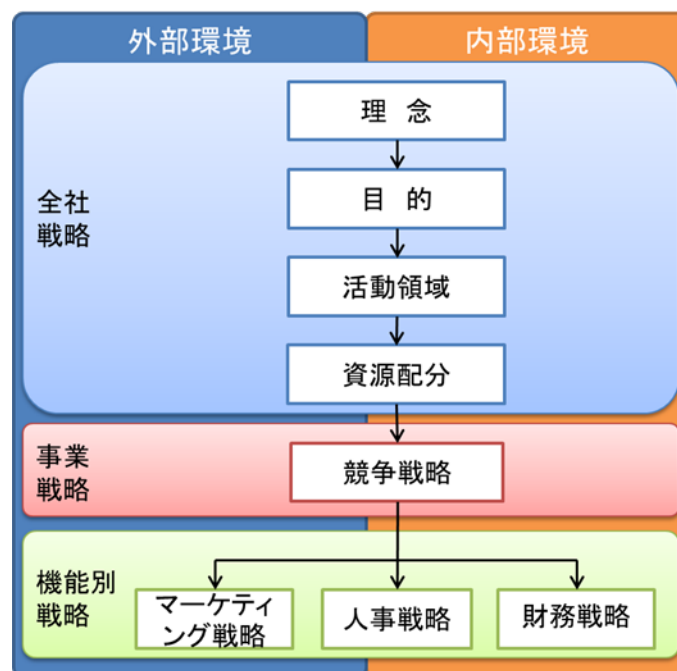 外部環境
内部環境
全社
戦略
理 念
目 的
活動領域
資源配分
事業
戦略
競争戦略
機能別
戦略
マーケティ
ング戦略
人事戦略
財務戦略